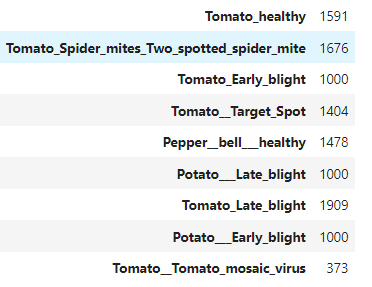 Tomato_healthy 1591
Tomato_Spider_mites_Two_spotted_spider_mite 1676
Tomato_Early_blight 1000
Tomato__Target_Spot 1404
Pepper__bell___healthy 1478
Potato___Late_blight 1000
Tomato_Late_blight 1909
Potato___Early_blight 1000
Tomato__Tomato_mosaic_virus 373